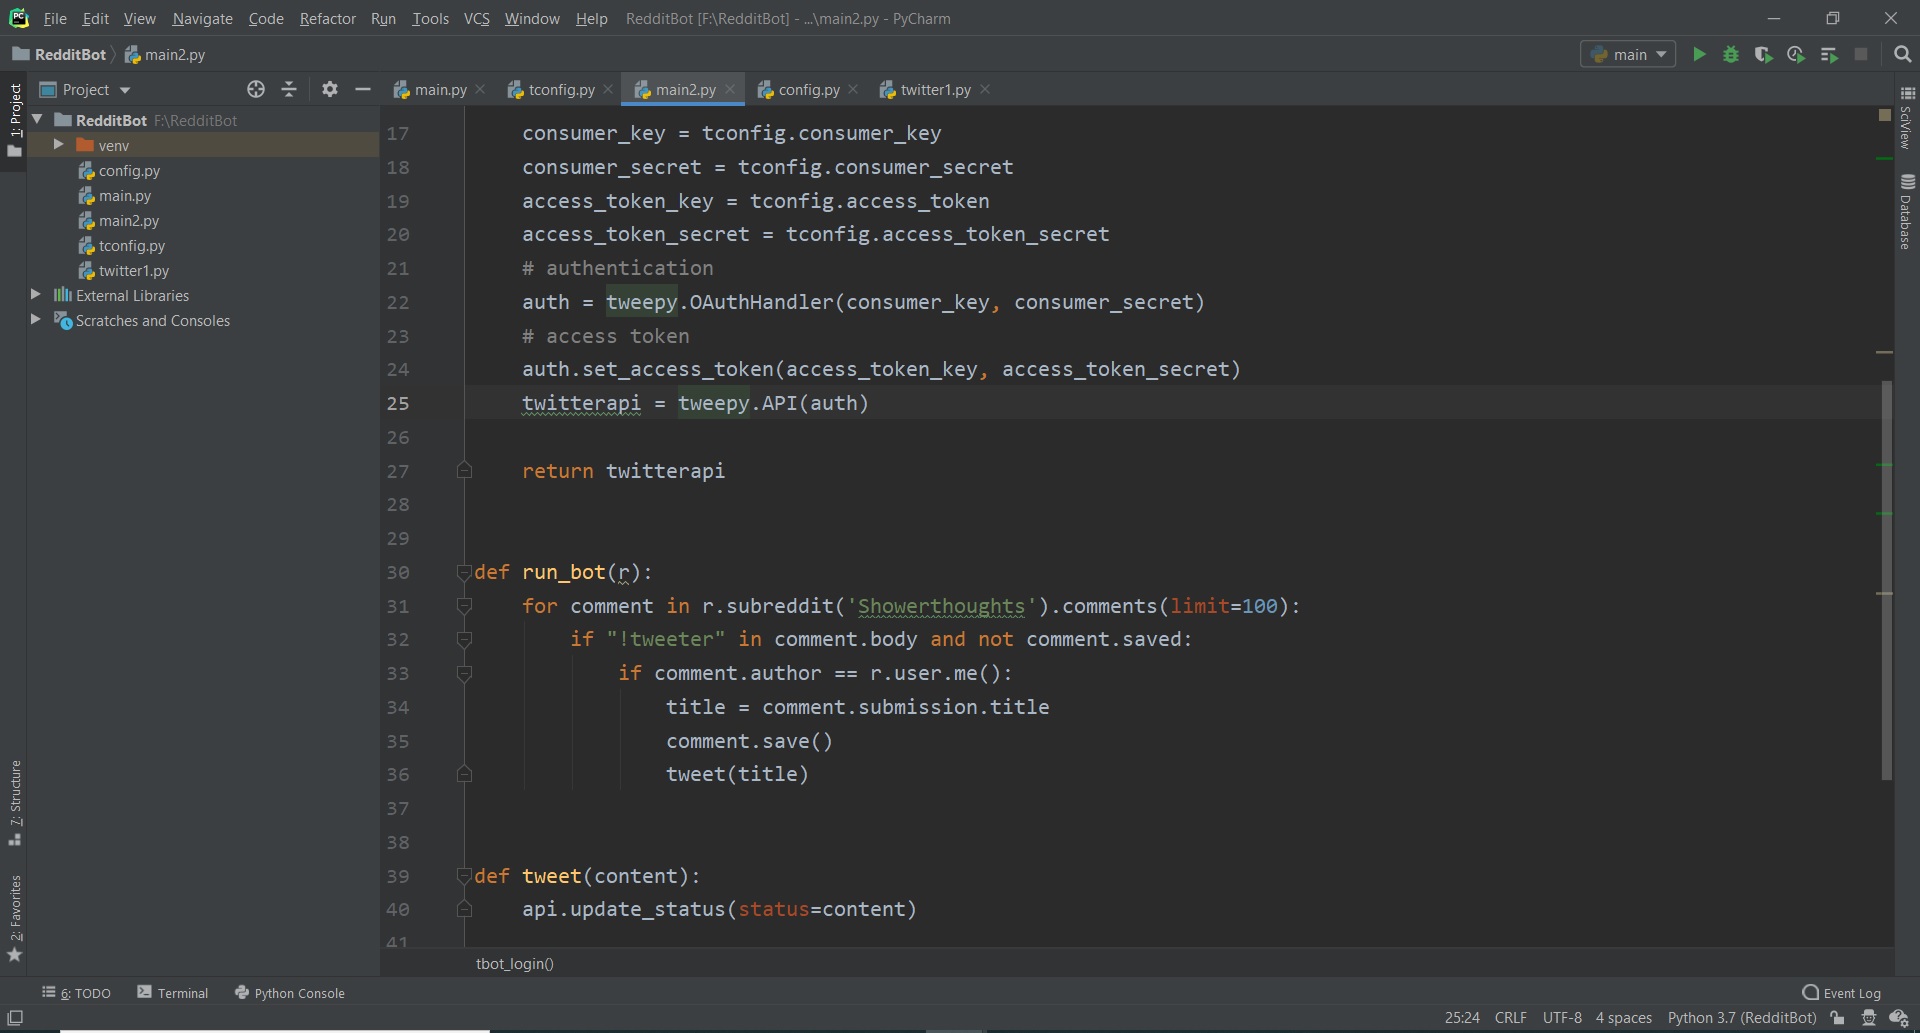 PC File Edit View Navigate Code Refactor Run Tools VCS Window Help RedditBot [F:\RedditBot] - ...\main2.py - PyCharm
RedditBot main2.py main
Project main.py tconfig.py main2.py config.py twitter1.py
1: Project
RedditBot F:\RedditBot
venv
config.py
main.py
main2.py
tconfig.py
twitter1.py
External Libraries
Scratches and Consoles
7: Structure
2: Favorites
17 consumer_key = tconfig.consumer_key
18 consumer_secret = tconfig.consumer_secret
19 access_token_key = tconfig.access_token
20 access_token_secret = tconfig.access_token_secret
21 # authentication
22 auth = tweepy.OAuthHandler(consumer_key, consumer_secret)
23 # access token
24 auth.set_access_token(access_token_key, access_token_secret)
25 twitterapi = tweepy.API(auth)
26
27 return twitterapi
28
29
30 def run_bot(r):
31 for comment in r.subreddit('Showerthoughts').comments(limit=100):
32 if "!tweeter" in comment.body and not comment.saved:
33 if comment.author == r.user.me():
34 title = comment.submission.title
35 comment.save()
36 tweet(title)
37
38
39 def tweet(content):
40 api.update_status(status=content)
41
SciView
Database
tbot_login()
6: TODO Terminal Python Console Event Log
25:24 CRLF UTF-8 4 spaces Python 3.7 (RedditBot)